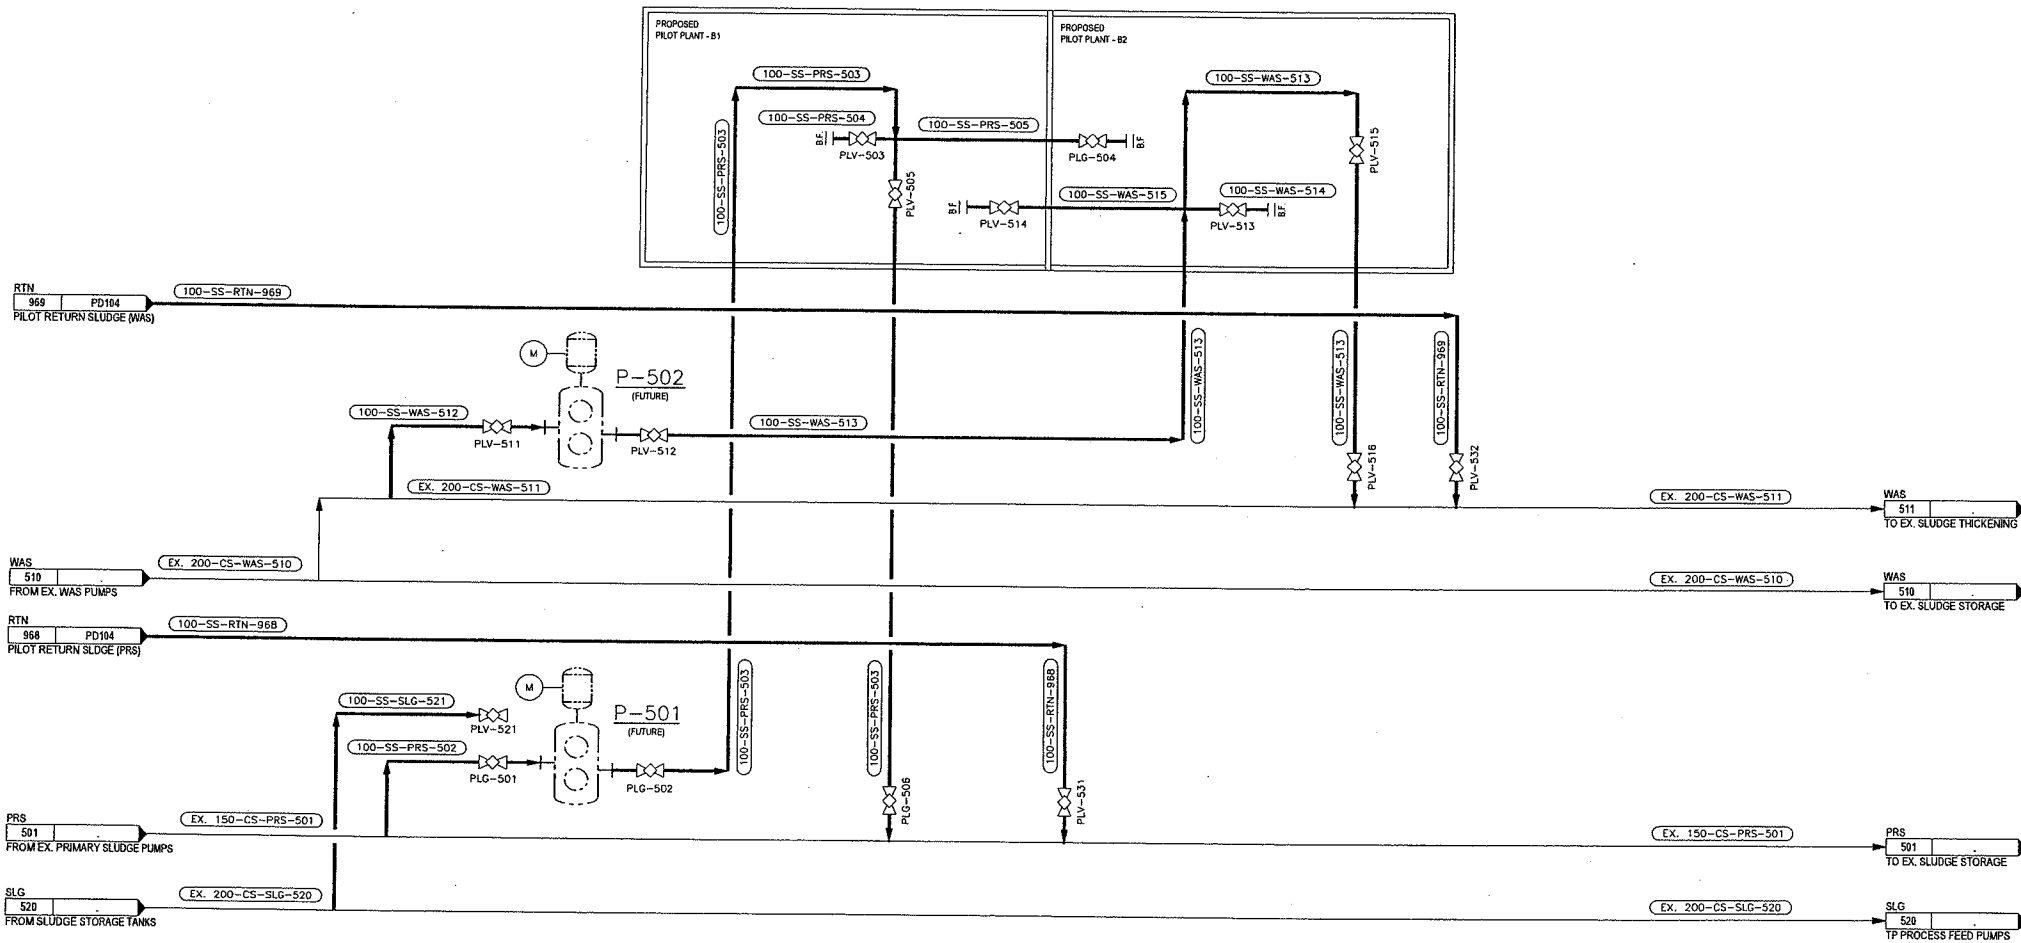 PROPOSED
PILOT PLANT - B1
PROPOSED
PILOT PLANT - B2
100-SS-PRS-503
100-SS-WAS-513
100-SS-PRS-504
100-SS-PRS-505
100-SS-PRS-503
B.F.
PLV-503
PLG-504
B.F.
PLV-515
PLV-505
100-SS-WAS-515
100-SS-WAS-514
B.F.
PLV-514
PLV-513
B.F.
RTN
969 PD104
PILOT RETURN SLUDGE (WAS)
100-SS-RTN-969
M
P-502
(FUTURE)
100-SS-WAS-513
100-SS-WAS-513
100-SS-RTN-969
100-SS-WAS-512
PLV-511
PLV-512
100-SS-WAS-513
PLV-516
PLV-532
EX. 200-CS-WAS-511
EX. 200-CS-WAS-511
WAS
511 .
TO EX. SLUDGE THICKENING
WAS
510 .
FROM EX. WAS PUMPS
EX. 200-CS-WAS-510
EX. 200-CS-WAS-510
WAS
510 .
TO EX. SLUDGE STORAGE
RTN
968 PD104
PILOT RETURN SLDGE (PRS)
100-SS-RTN-968
M
P-501
(FUTURE)
100-SS-PRS-503
100-SS-PRS-503
100-SS-RTN-968
100-SS-SLG-521
PLV-521
100-SS-PRS-502
PLG-501
PLG-502
PLG-506
PLV-531
PRS
501 .
FROM EX. PRIMARY SLUDGE PUMPS
EX. 150-CS-PRS-501
EX. 150-CS-PRS-501
PRS
501 .
TO EX. SLUDGE STORAGE
SLG
520 .
FROM SLUDGE STORAGE TANKS
EX. 200-CS-SLG-520
EX. 200-CS-SLG-520
SLG
520 .
TP PROCESS FEED PUMPS